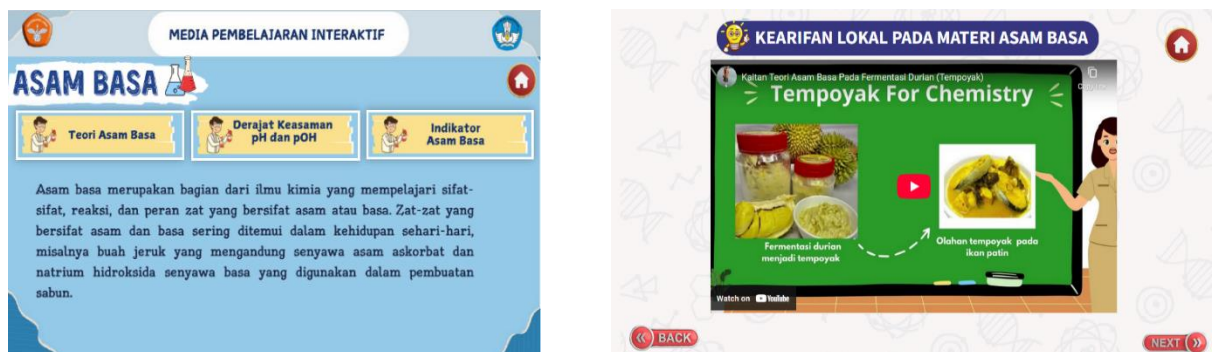 MEDIA PEMBELAJARAN INTERAKTIF
ASAM BASA
Teori Asam Basa
Derajat Keasaman
pH dan pOH
Indikator
Asam Basa
Asam basa merupakan bagian dari ilmu kimia yang mempelajari sifat-
sifat, reaksi, dan peran zat yang bersifat asam atau basa. Zat-zat yang
bersifat asam dan basa sering ditemui dalam kehidupan sehari-hari,
misalnya buah jeruk yang mengandung senyawa asam askorbat dan
natrium hidroksida senyawa basa yang digunakan dalam pembuatan
sabun.
KEARIFAN LOKAL PADA MATERI ASAM BASA
Kaitan Teori Asam Basa Pada Fermentasi Durian (Tempoyak)
Tempoyak For Chemistry
Fermentasi durian
menjadi tempoyak
Olahan tempoyak pada
ikan patin
Watch on YouTube
BACK
NEXT